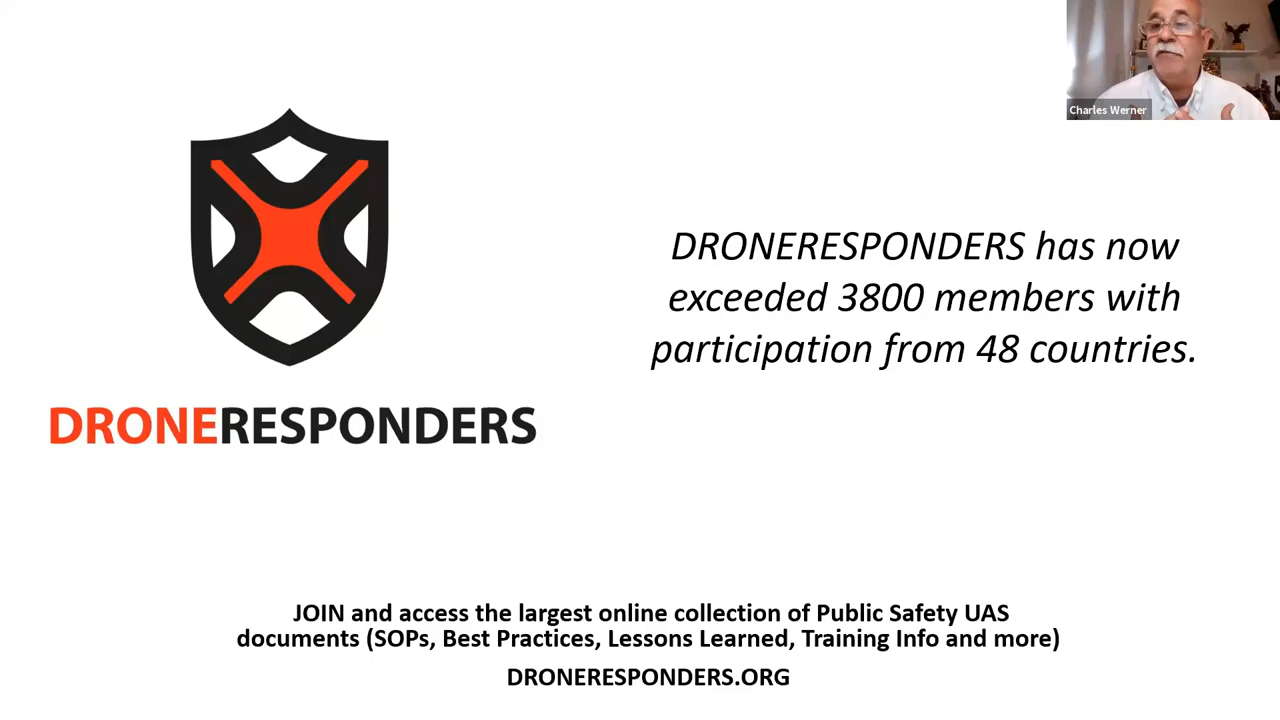 Charles Werner
DRONERESPONDERS has now
exceeded 3800 members with
participation from 48 countries.
DRONERESPONDERS
JOIN and access the largest online collection of Public Safety UAS
documents (SOPs, Best Practices, Lessons Learned, Training Info and more)
DRONERESPONDERS.ORG